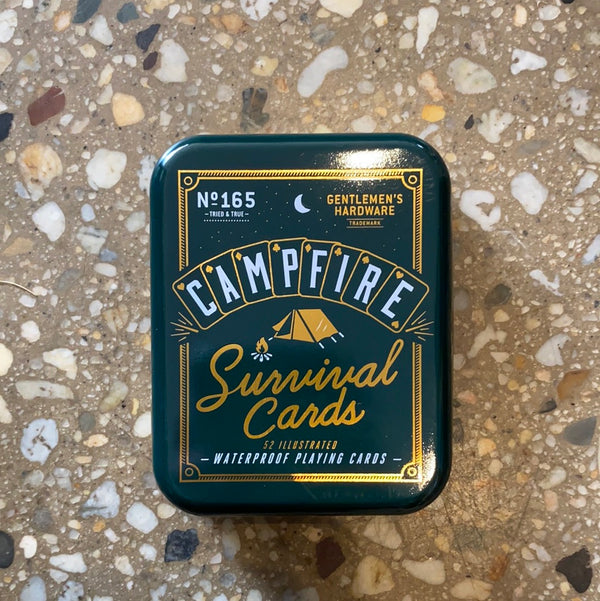 Nº165
— TRIED & TRUE —
GENTLEMEN'S
HARDWARE
TRADEMARK
CAMPFIRE
Survival
Cards
52 ILLUSTRATED
— WATERPROOF PLAYING CARDS —